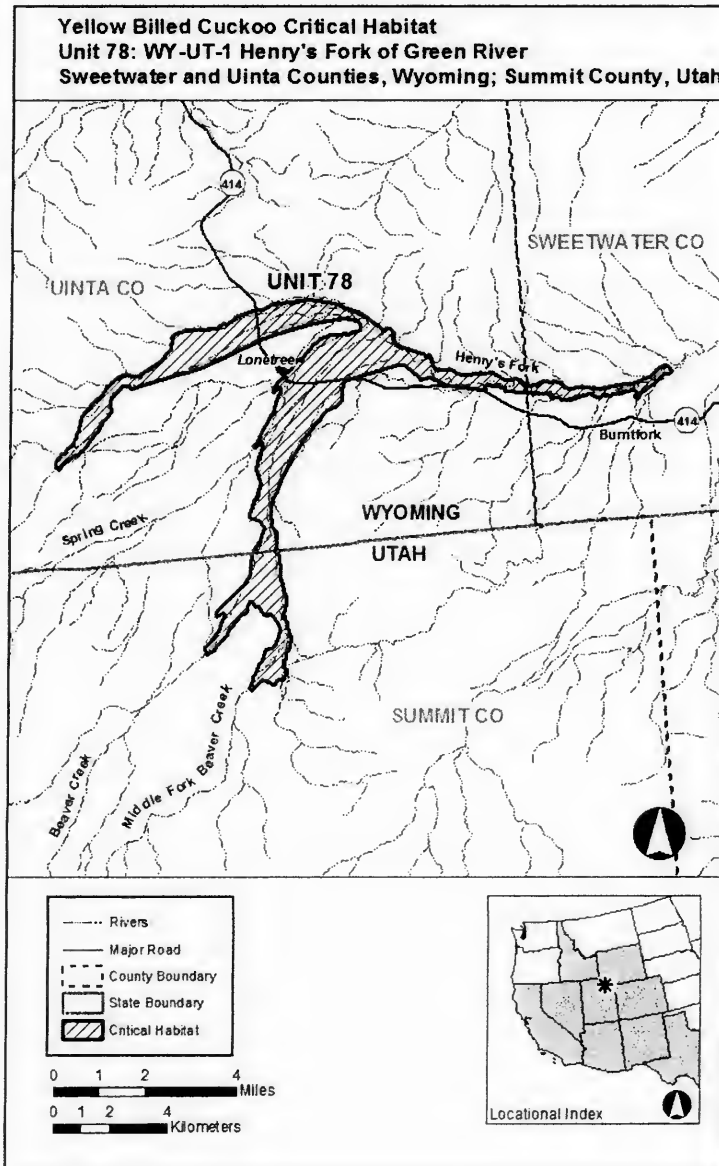 Yellow Billed Cuckoo Critical Habitat
Unit 78: WY-UT-1 Henry's Fork of Green River
Sweetwater and Uinta Counties, Wyoming; Summit County, Utah
414
SWEETWATER CO
UINTA CO
UNIT 78
Lonetree
Henry's Fork
414
Burntfork
Spring Creek
WYOMING
UTAH
SUMMIT CO
Beaver Creek
Middle Fork Beaver Creek
Rivers
Major Road
County Boundary
State Boundary
Critical Habitat
0 1 2 4
Miles
0 1 2 4
Kilometers
Locational Index